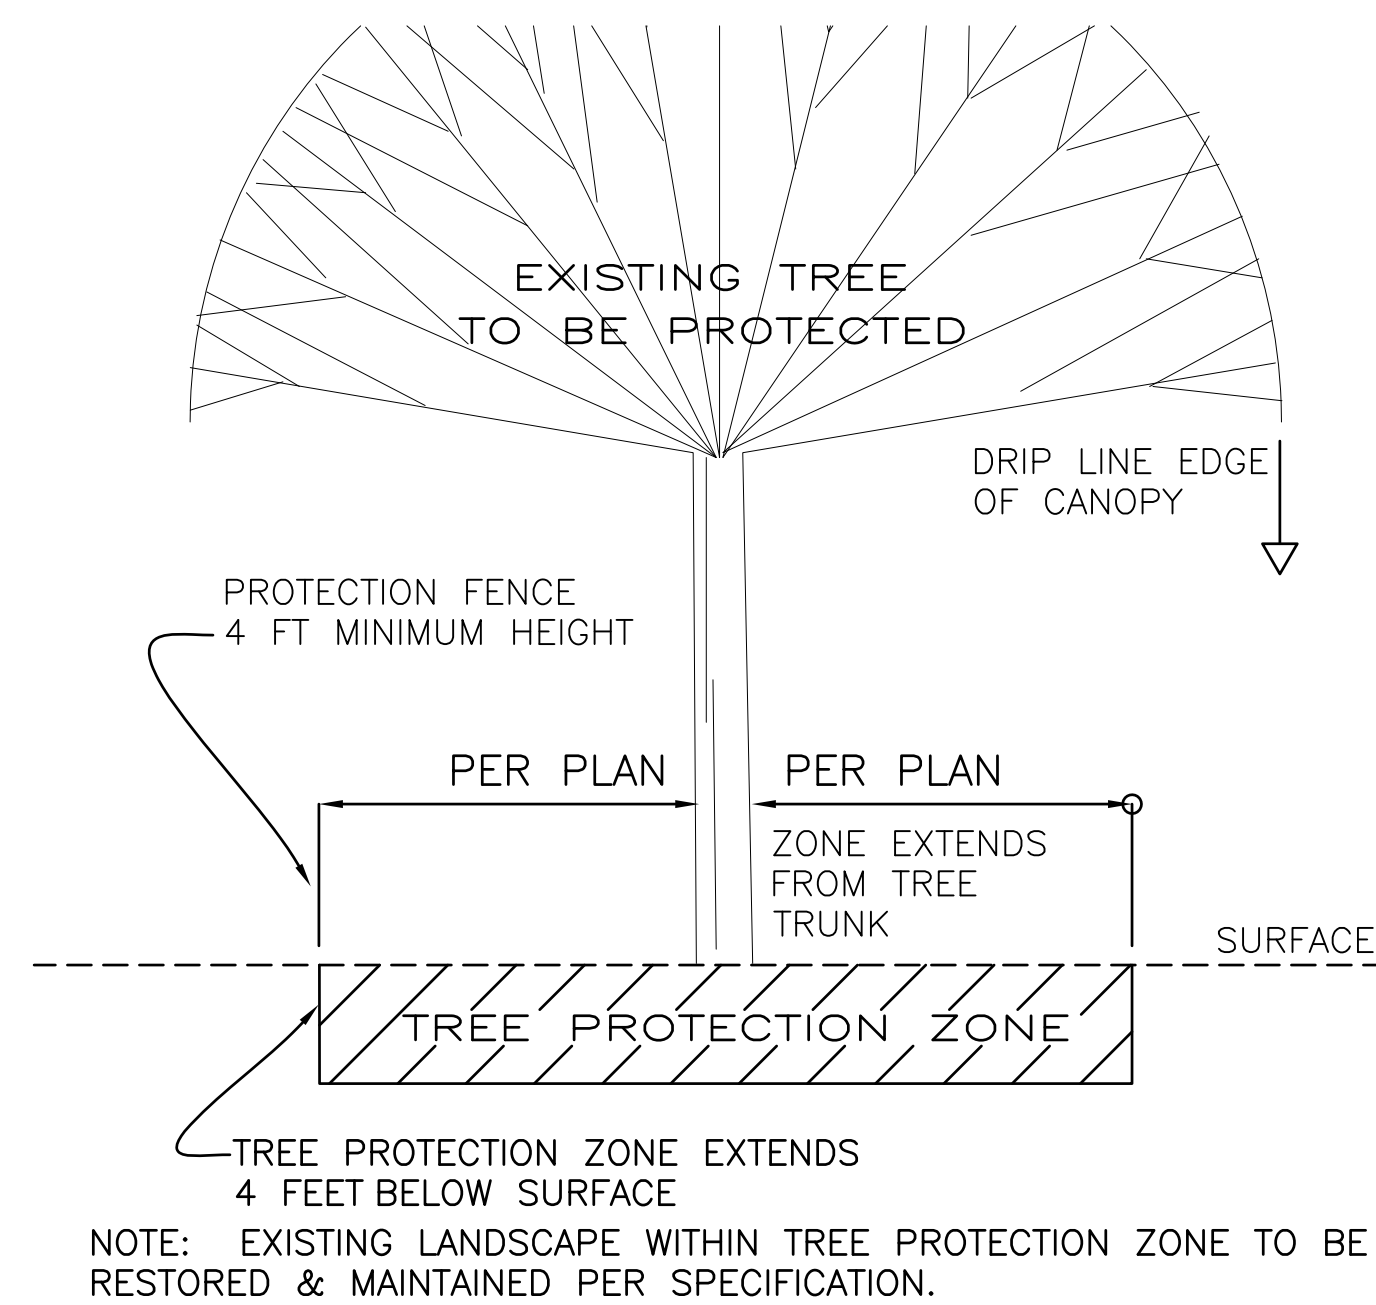 EXISTING TREE
TO BE PROTECTED
DRIP LINE EDGE
OF CANOPY
PROTECTION FENCE
4 FT MINIMUM HEIGHT
PER PLAN
PER PLAN
ZONE EXTENDS
FROM TREE
TRUNK
SURFACE
TREE PROTECTION ZONE
TREE PROTECTION ZONE EXTENDS
4 FEET BELOW SURFACE
NOTE: EXISTING LANDSCAPE WITHIN TREE PROTECTION ZONE TO BE
RESTORED & MAINTAINED PER SPECIFICATION.